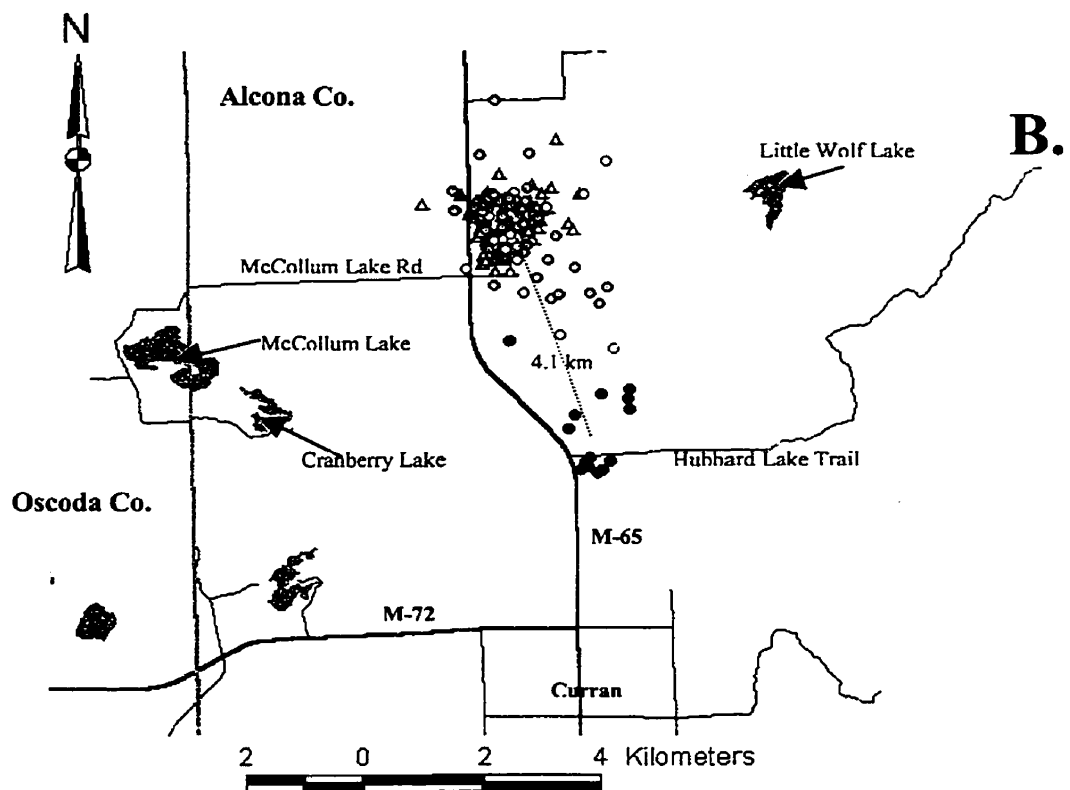 N
Alcona Co.
B.
Little Wolf Lake
McCollum Lake Rd
McCollum Lake
4.1 km
Cranberry Lake
Hubbard Lake Trail
Oscoda Co.
M-65
M-72
Curran
2 0 2 4 Kilometers